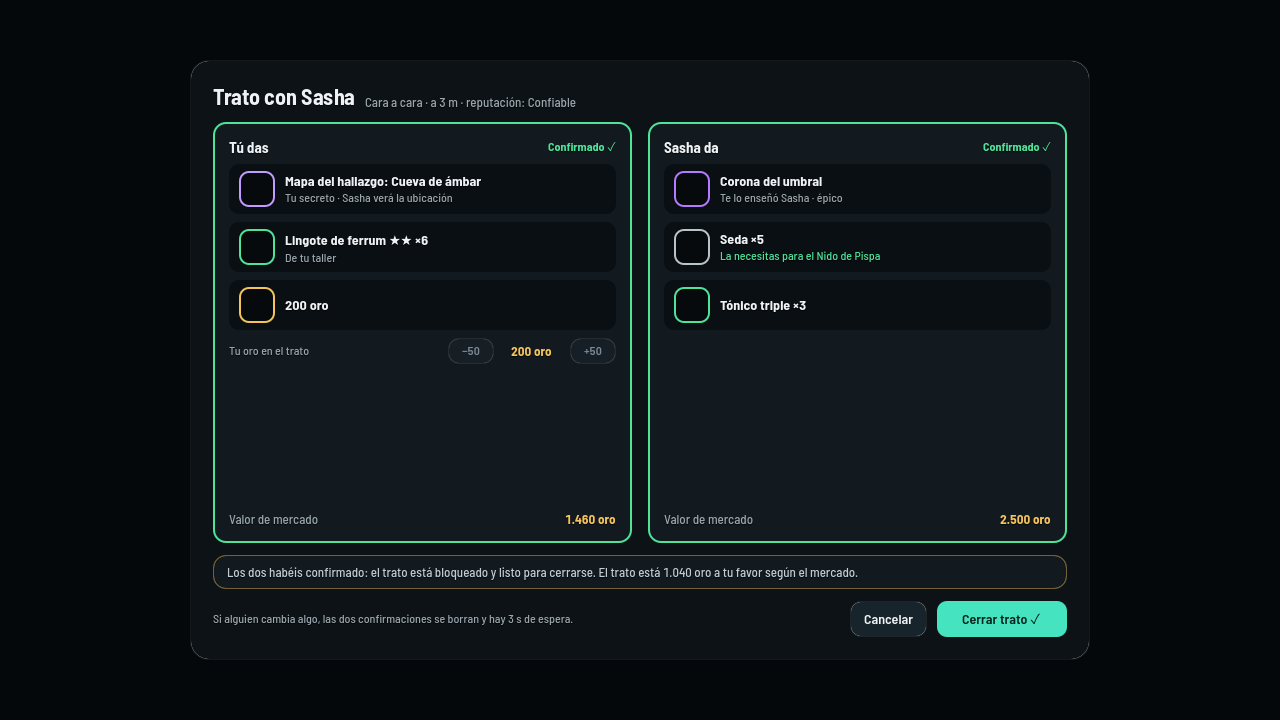 Trato con Sasha
Cara a cara · a 3 m · reputación: Confiable
Tú das
Confirmado ✓
Mapa del hallazgo: Cueva de ámbar
Tu secreto · Sasha verá la ubicación
Lingote de ferrum ★★ ×6
De tu taller
200 oro
Tu oro en el trato
−50
200 oro
+50
Valor de mercado
1.460 oro
Sasha da
Confirmado ✓
Corona del umbral
Te lo enseñó Sasha · épico
Seda ×5
La necesitas para el Nido de Pispa
Tónico triple ×3
Valor de mercado
2.500 oro
Los dos habéis confirmado: el trato está bloqueado y listo para cerrarse. El trato está 1.040 oro a tu favor según el mercado.
Si alguien cambia algo, las dos confirmaciones se borran y hay 3 s de espera.
Cancelar
Cerrar trato ✓